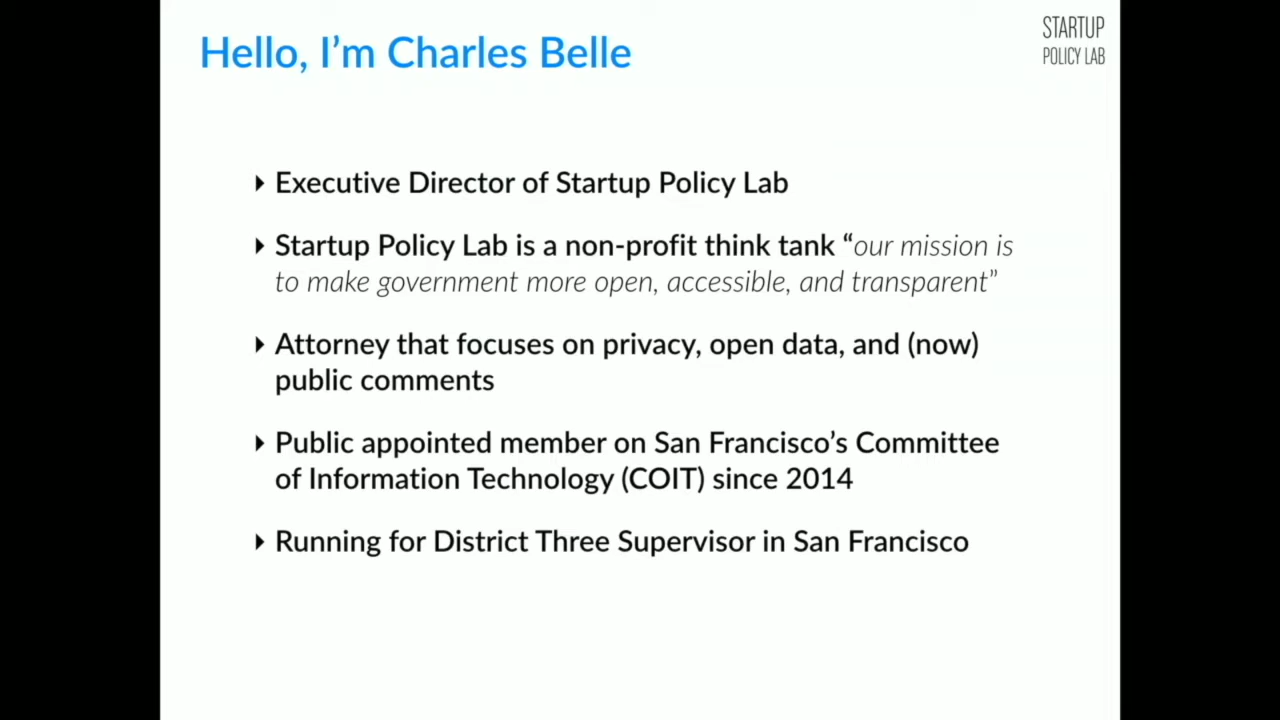 Hello, I'm Charles Belle
STARTUP
POLICY LAB
‣ Executive Director of Startup Policy Lab
‣ Startup Policy Lab is a non-profit think tank “our mission is
to make government more open, accessible, and transparent”
‣ Attorney that focuses on privacy, open data, and (now)
public comments
‣ Public appointed member on San Francisco’s Committee
of Information Technology (COIT) since 2014
‣ Running for District Three Supervisor in San Francisco